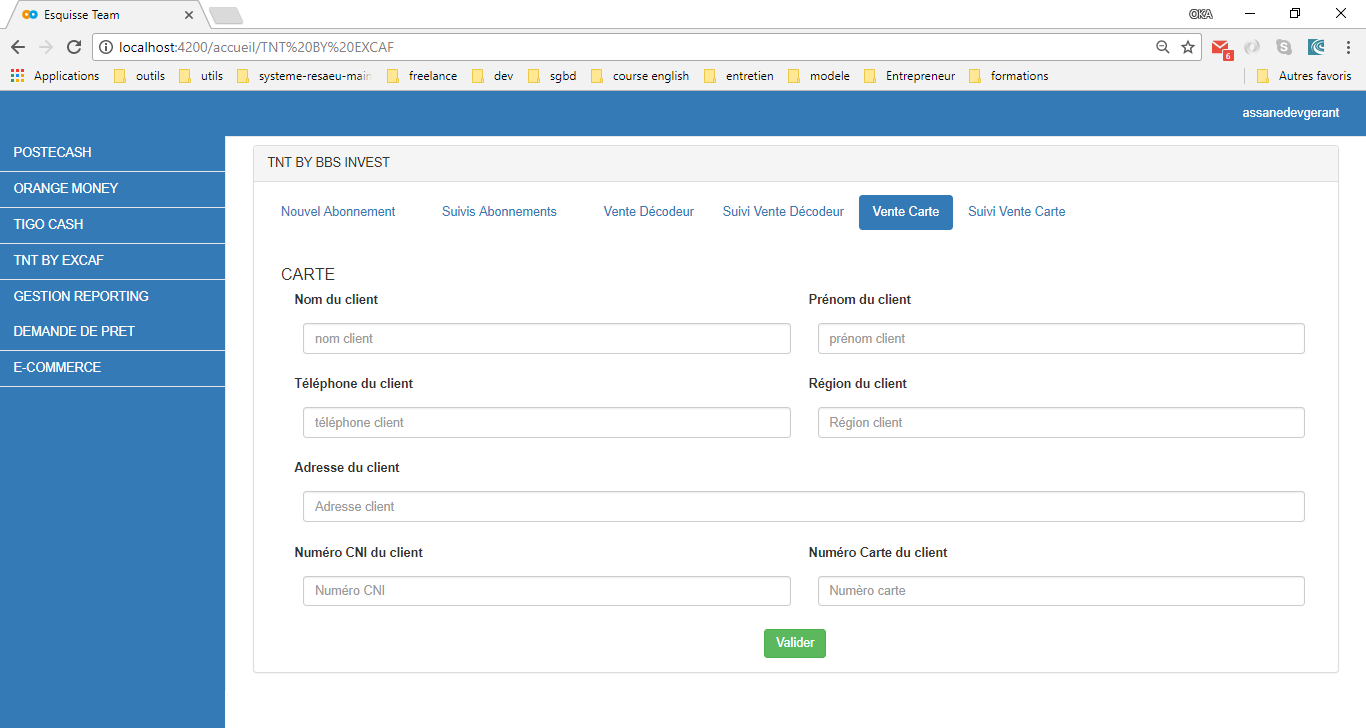 Esquisse Team
OKA
localhost:4200/accueil/TNT%20BY%20EXCAF
6
Applications outils utils systeme-resaeu-main freelance dev sgbd course english entretien modele Entrepreneur formations Autres favoris
assanedevgerant
POSTECASH
ORANGE MONEY
TIGO CASH
TNT BY EXCAF
GESTION REPORTING
DEMANDE DE PRET
E-COMMERCE
TNT BY BBS INVEST
Nouvel Abonnement Suivis Abonnements Vente Décodeur Suivi Vente Décodeur Vente Carte Suivi Vente Carte
CARTE
Nom du client Prénom du client
nom client prénom client
Téléphone du client Région du client
téléphone client Région client
Adresse du client
Adresse client
Numéro CNI du client Numéro Carte du client
Numéro CNI Numèro carte
Valider